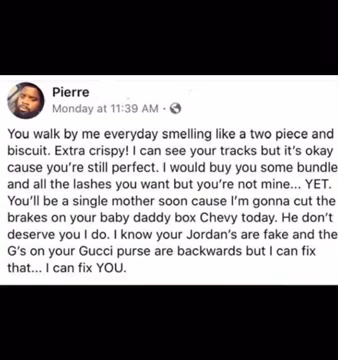 Pierre
Monday at 11:39 AM ·
You walk by me everyday smelling like a two piece and
biscuit. Extra crispy! I can see your tracks but it's okay
cause you're still perfect. I would buy you some bundle
and all the lashes you want but you're not mine... YET.
You'll be a single mother soon cause I'm gonna cut the
brakes on your baby daddy box Chevy today. He don't
deserve you I do. I know your Jordan's are fake and the
G's on your Gucci purse are backwards but I can fix
that... I can fix YOU.